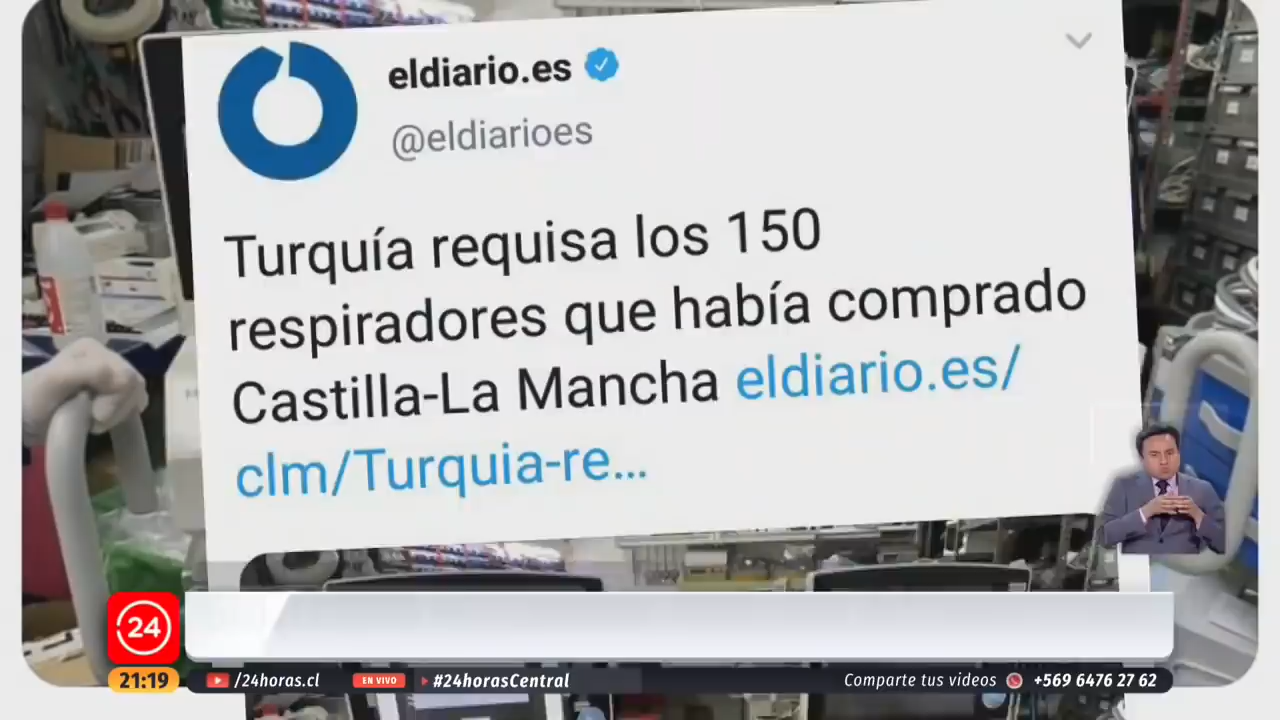 eldiario.es
@eldiarioes
Turquía requisa los 150
respiradores que había comprado
Castilla-La Mancha eldiario.es/
clm/Turquia-re...
24
21:19
/24horas.cl
EN VIVO
#24horasCentral
Comparte tus videos
+569 6476 27 62